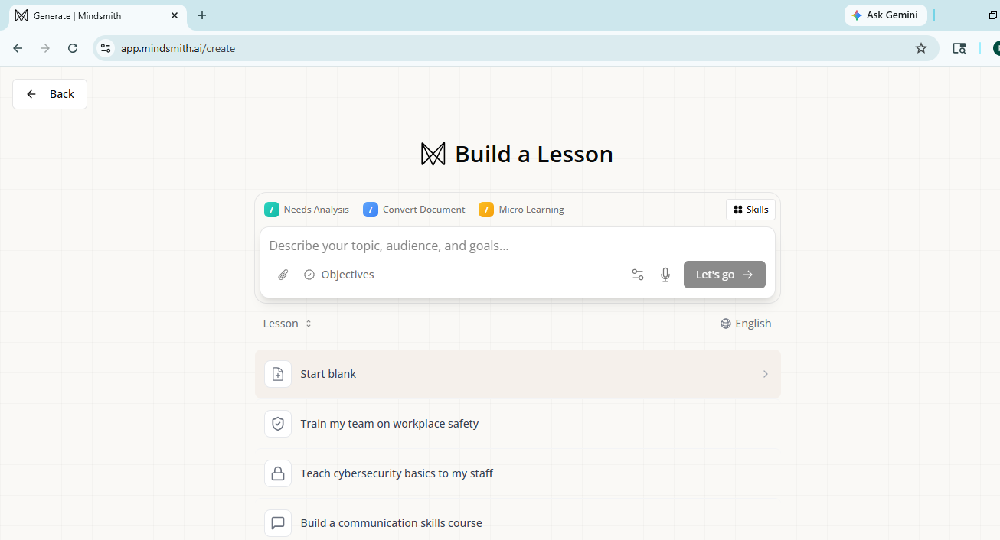 Generate | Mindsmith
Ask Gemini
app.mindsmith.ai/create
Back
Build a Lesson
/ Needs Analysis / Convert Document / Micro Learning Skills
Describe your topic, audience, and goals...
Objectives Let's go
Lesson English
Start blank
Train my team on workplace safety
Teach cybersecurity basics to my staff
Build a communication skills course